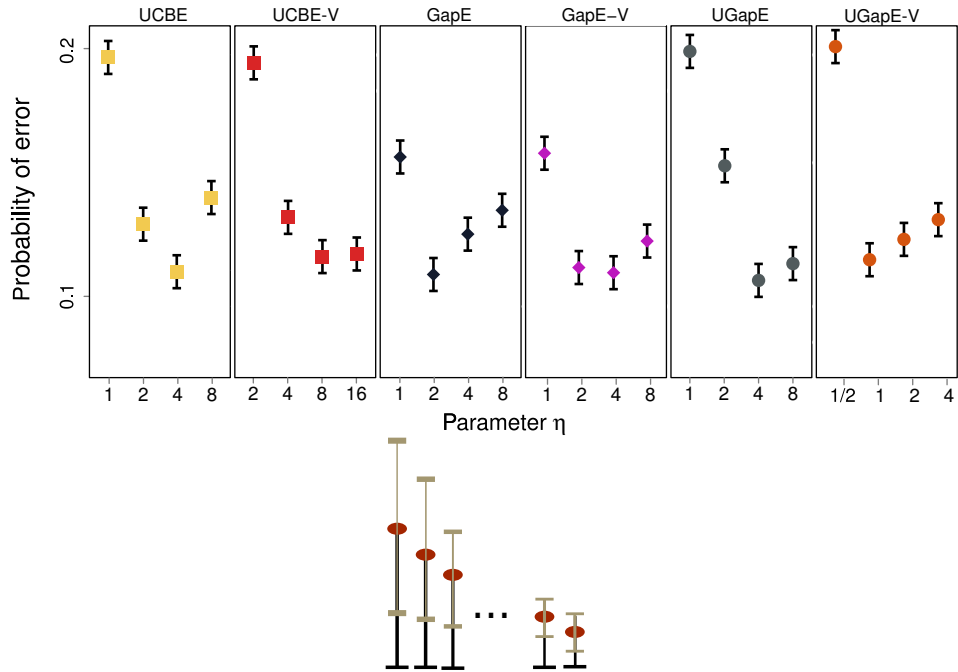 UCBE UCBE-V GapE GapE−V UGapE UGapE-V
Probability of error
0.2
0.1
1 2 4 8 2 4 8 16 1 2 4 8 1 2 4 8 1 2 4 8 1/2 1 2 4
Parameter η
...